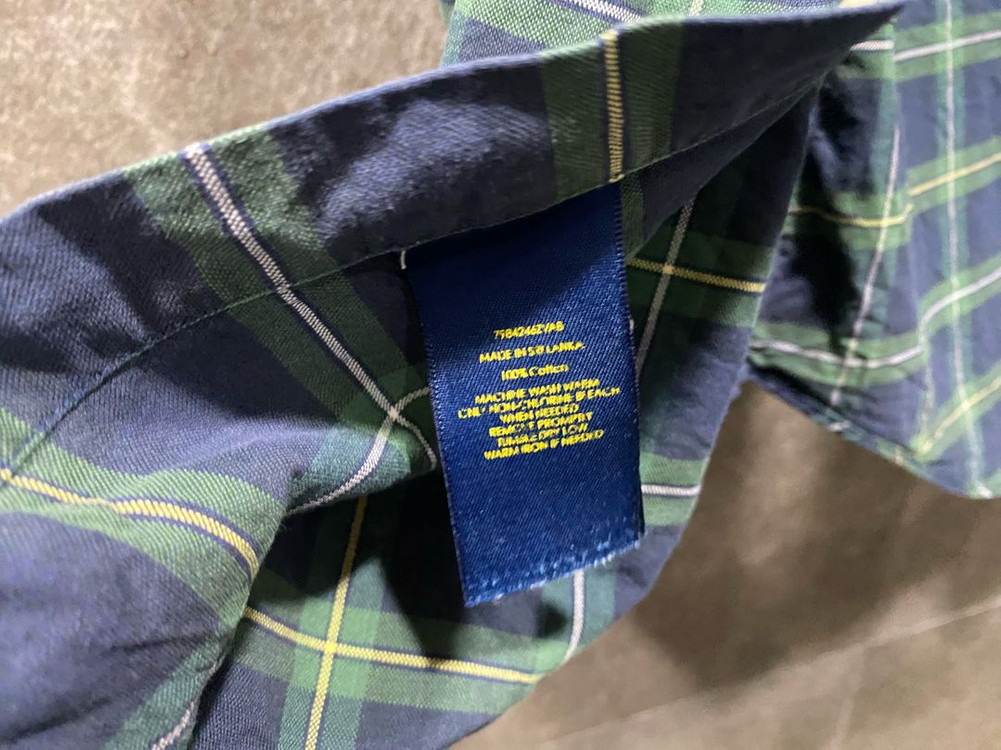 MADE IN SRI LANKA
100% Cotton
MACHINE WASH WARM
ONLY NON-CHLORINE BLEACH
WHEN NEEDED
REMOVE PROMPTLY
TUMBLE DRY LOW
WARM IRON IF NEEDED